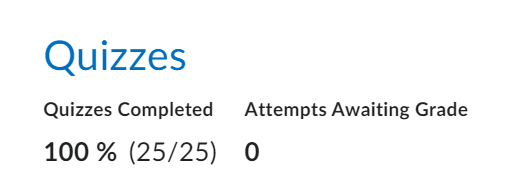 Quizzes
Quizzes Completed Attempts Awaiting Grade
100 % (25/25) 0